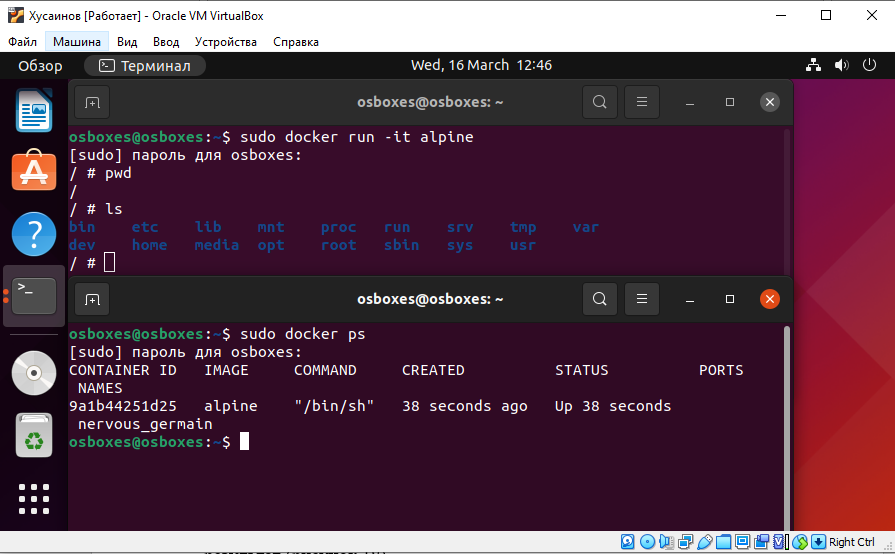 Хусаинов [Работает] - Oracle VM VirtualBox
Файл Машина Вид Ввод Устройства Справка
Обзор Терминал Wed, 16 March 12:46
osboxes@osboxes: ~
osboxes@osboxes:~$ sudo docker run -it alpine
[sudo] пароль для osboxes:
/ # pwd
/
/ # ls
bin etc lib mnt proc run srv tmp var
dev home media opt root sbin sys usr
/ #
osboxes@osboxes: ~
osboxes@osboxes:~$ sudo docker ps
[sudo] пароль для osboxes:
CONTAINER ID IMAGE COMMAND CREATED STATUS PORTS
NAMES
9a1b44251d25 alpine "/bin/sh" 38 seconds ago Up 38 seconds
nervous_germain
osboxes@osboxes:~$
Right Ctrl